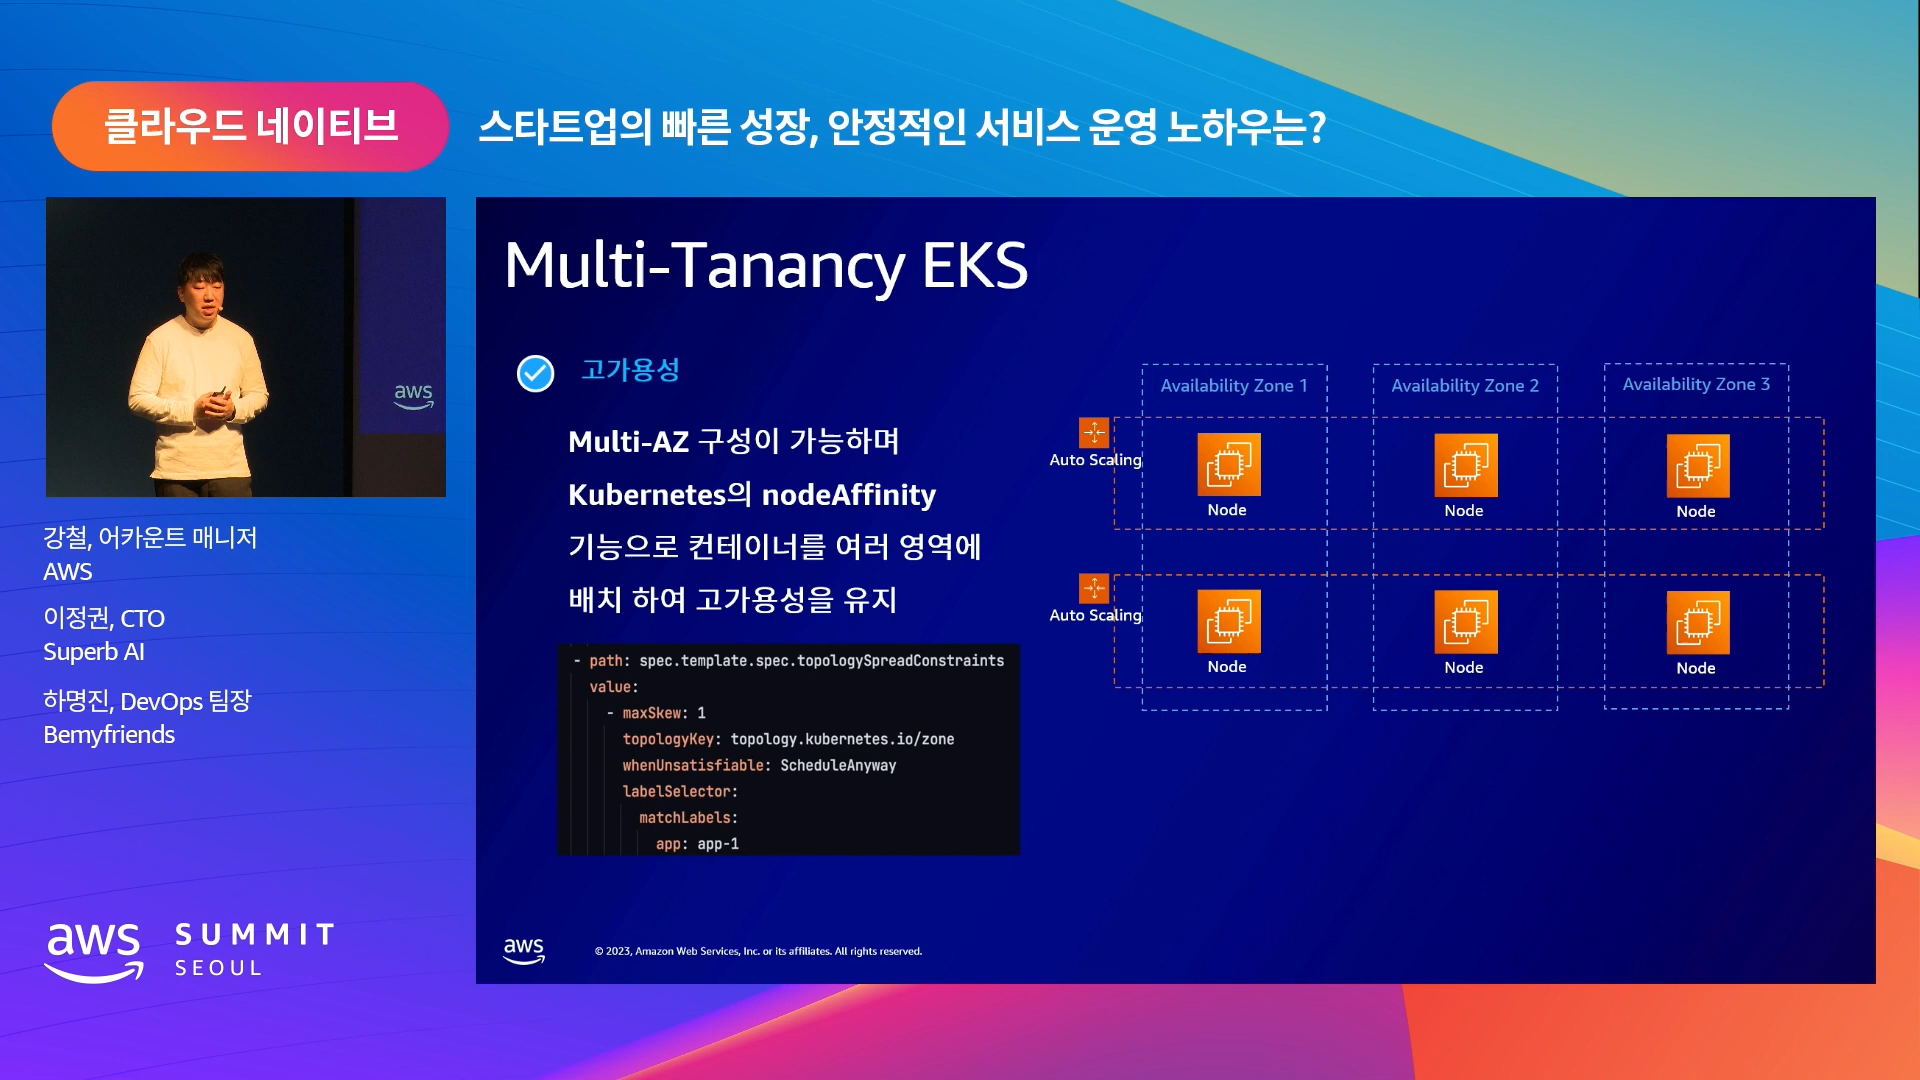 클라우드 네이티브
스타트업의 빠른 성장, 안정적인 서비스 운영 노하우는?
aws
강철, 어카운트 매니저
AWS
이정권, CTO
Superb AI
하명진, DevOps 팀장
Bemyfriends
aws SUMMIT
SEOUL
Multi-Tanancy EKS
고가용성
Multi-AZ 구성이 가능하며
Kubernetes의 nodeAffinity
기능으로 컨테이너를 여러 영역에
배치 하여 고가용성을 유지
- path: spec.template.spec.topologySpreadConstraints
value:
- maxSkew: 1
topologyKey: topology.kubernetes.io/zone
whenUnsatisfiable: ScheduleAnyway
labelSelector:
matchLabels:
app: app-1
Availability Zone 1
Availability Zone 2
Availability Zone 3
Auto Scaling
Node
Node
Node
Auto Scaling
Node
Node
Node
aws
© 2023, Amazon Web Services, Inc. or its affiliates. All rights reserved.